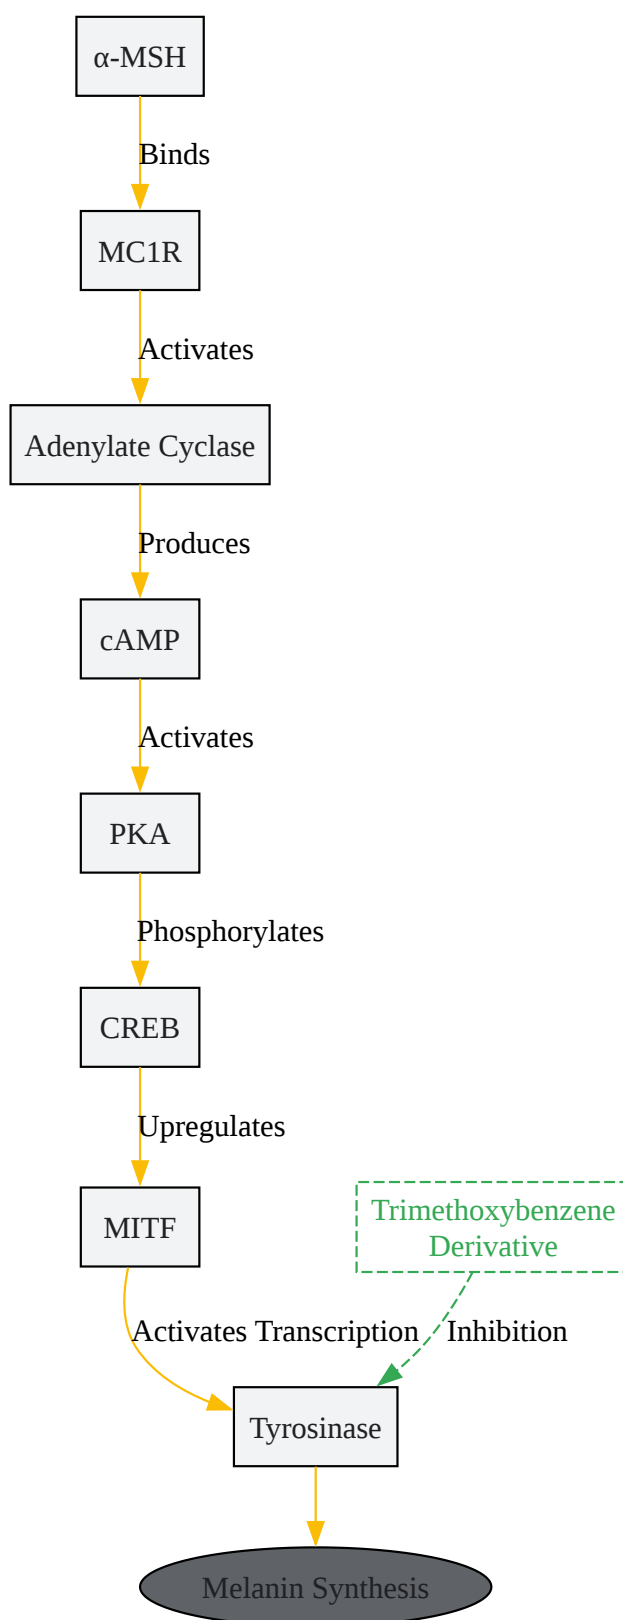 α-MSH
Binds
MC1R
Activates
Adenylate Cyclase
Produces
cAMP
Activates
PKA
Phosphorylates
CREB
Upregulates
MITF
Trimethoxybenzene
Derivative
Activates Transcription
Inhibition
Tyrosinase
Melanin Synthesis